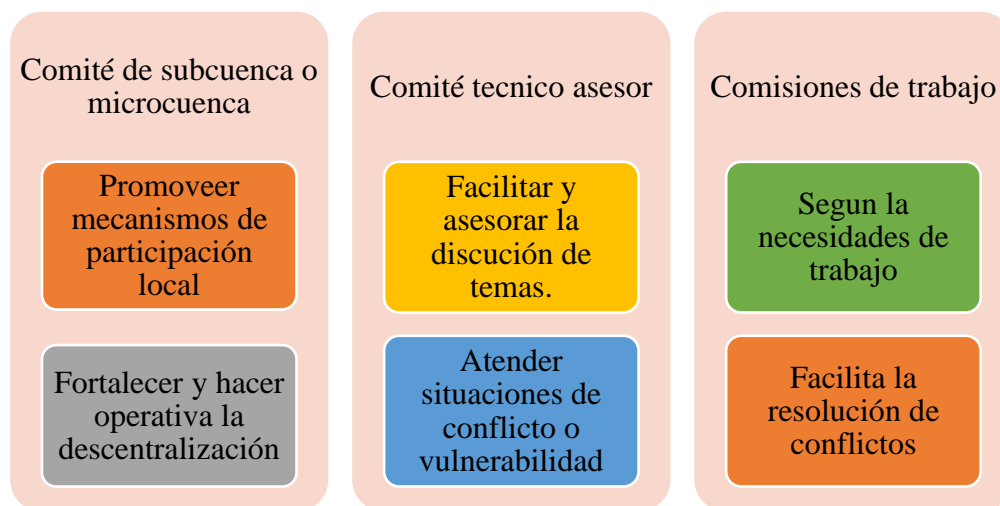 Comité de subcuenca o
microcuenca
Promoveer
mecanismos de
participación
local
Fortalecer y hacer
operativa la
descentralización
Comité tecnico asesor
Facilitar y
asesorar la
discución de
temas.
Atender
situaciones de
conflicto o
vulnerabilidad
Comisiones de trabajo
Segun la
necesidades de
trabajo
Facilita la
resolución de
conflictos